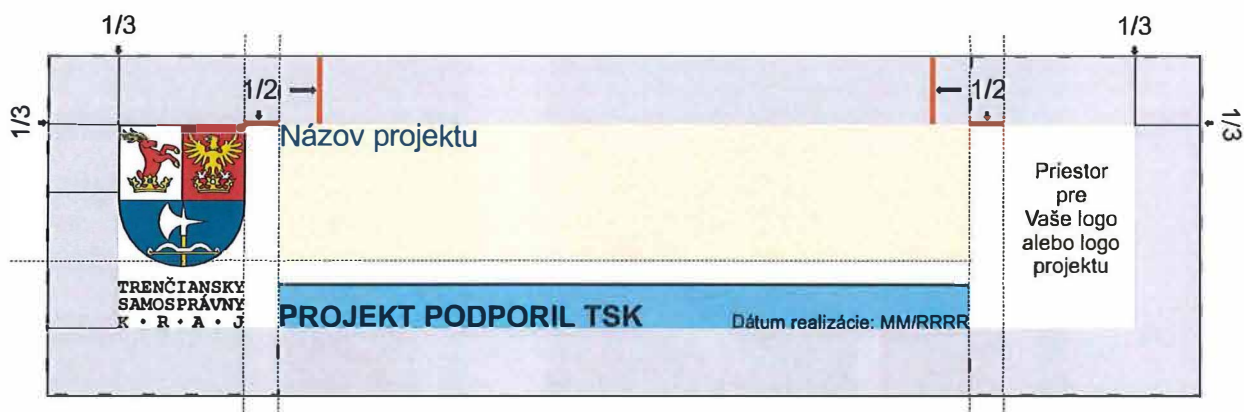 1/3
1/3
1/2
1/2
1/3
1/3
Názov projektu
Priestor
pre
Vaše logo
alebo logo
projektu
TRENČIANSKY
SAMOSPRÁVNY
K · R · A · J
PROJEKT PODPORIL TSK
Dátum realizácie: MM/RRRR